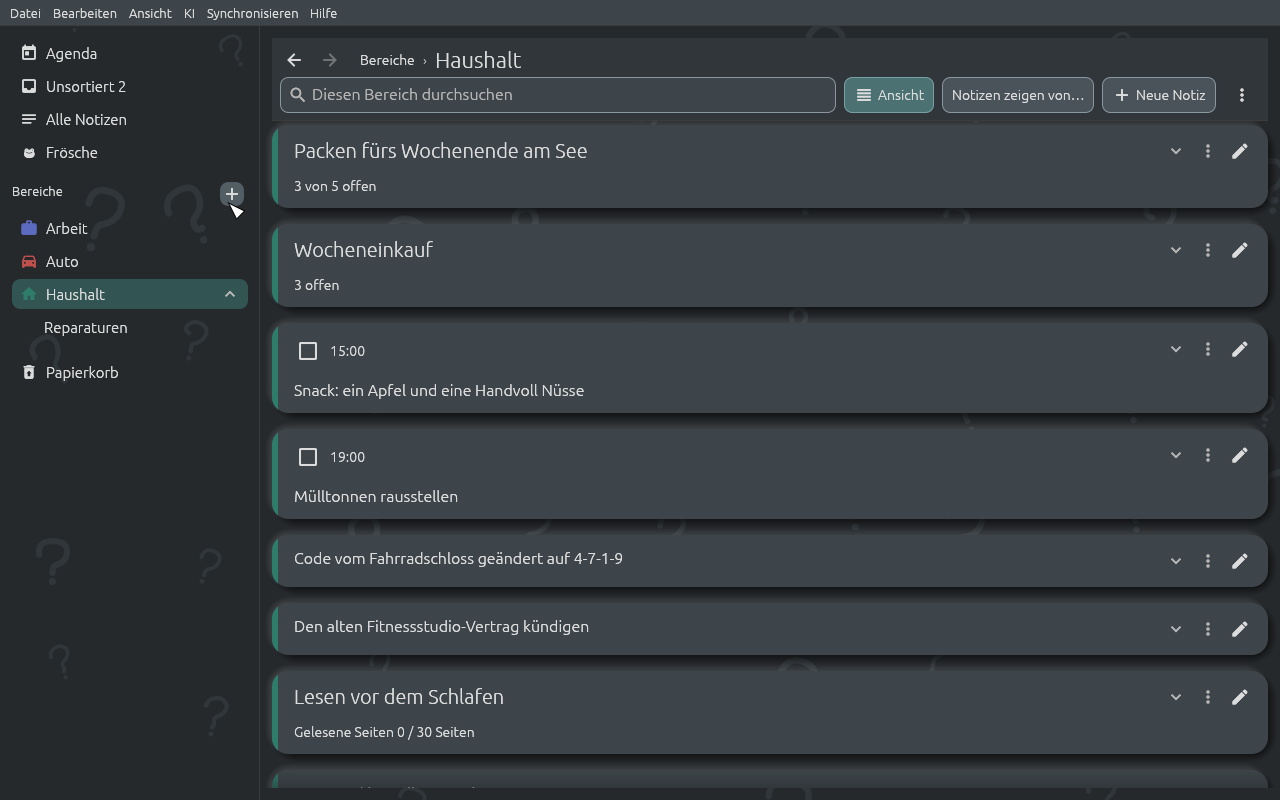 Datei Bearbeiten Ansicht KI Synchronisieren Hilfe
Agenda
Unsortiert 2
Alle Notizen
Frösche
Bereiche
Arbeit
Auto
Haushalt
Reparaturen
Papierkorb
Bereiche › Haushalt
Diesen Bereich durchsuchen
Ansicht
Notizen zeigen von…
Neue Notiz
Packen fürs Wochenende am See
3 von 5 offen
Wocheneinkauf
3 offen
15:00
Snack: ein Apfel und eine Handvoll Nüsse
19:00
Mülltonnen rausstellen
Code vom Fahrradschloss geändert auf 4-7-1-9
Den alten Fitnessstudio-Vertrag kündigen
Lesen vor dem Schlafen
Gelesene Seiten 0 / 30 Seiten